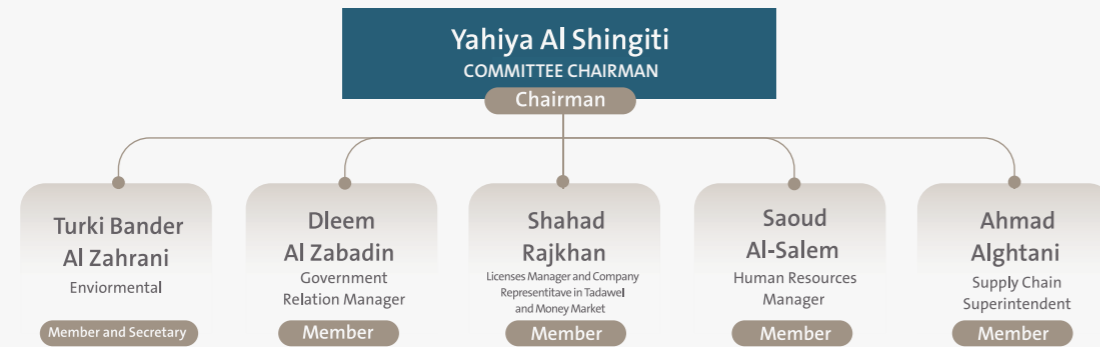 Yahiya Al Shingiti
COMMITTEE CHAIRMAN
Chairman
Turki Bander
Al Zahrani
Enviormental
Member and Secretary
Dleem
Al Zabadin
Government
Relation Manager
Member
Shahad
Rajkhan
Licenses Manager and Company
Representitave in Tadawel
and Money Market
Member
Saoud
Al-Salem
Human Resources
Manager
Member
Ahmad
Alghtani
Supply Chain
Superintendent
Member